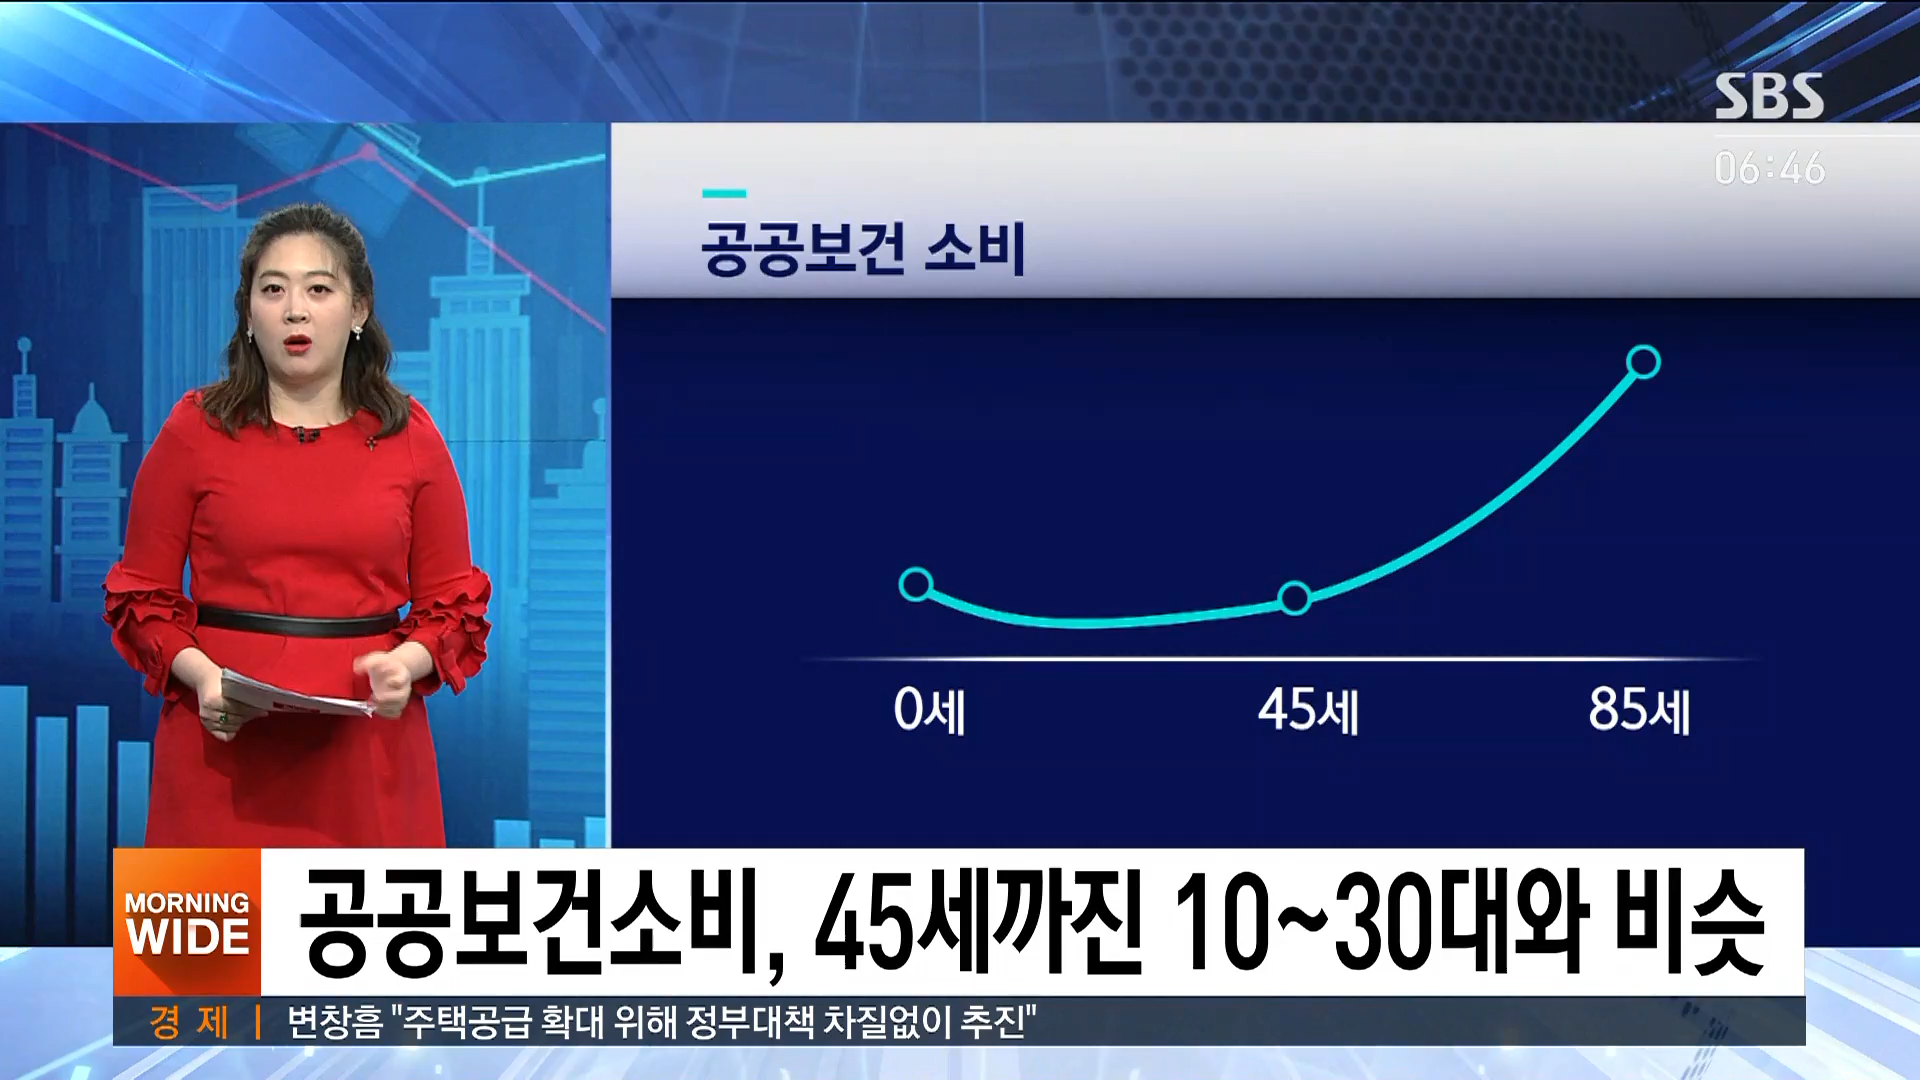 SBS
06:46
공공보건 소비
0세 45세 85세
MORNING
WIDE
공공보건소비, 45세까진 10~30대와 비슷
경제 | 변창흠 "주택공급 확대 위해 정부대책 차질없이 추진"